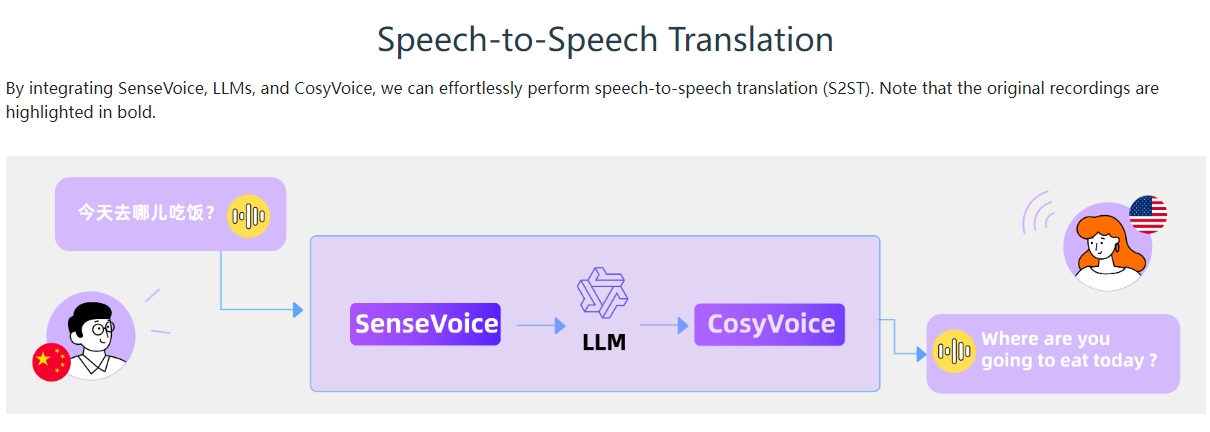 Speech-to-Speech Translation
By integrating SenseVoice, LLMs, and CosyVoice, we can effortlessly perform speech-to-speech translation (S2ST). Note that the original recordings are
highlighted in bold.
今天去哪儿吃饭？
SenseVoice
LLM
CosyVoice
Where are you
going to eat today ?